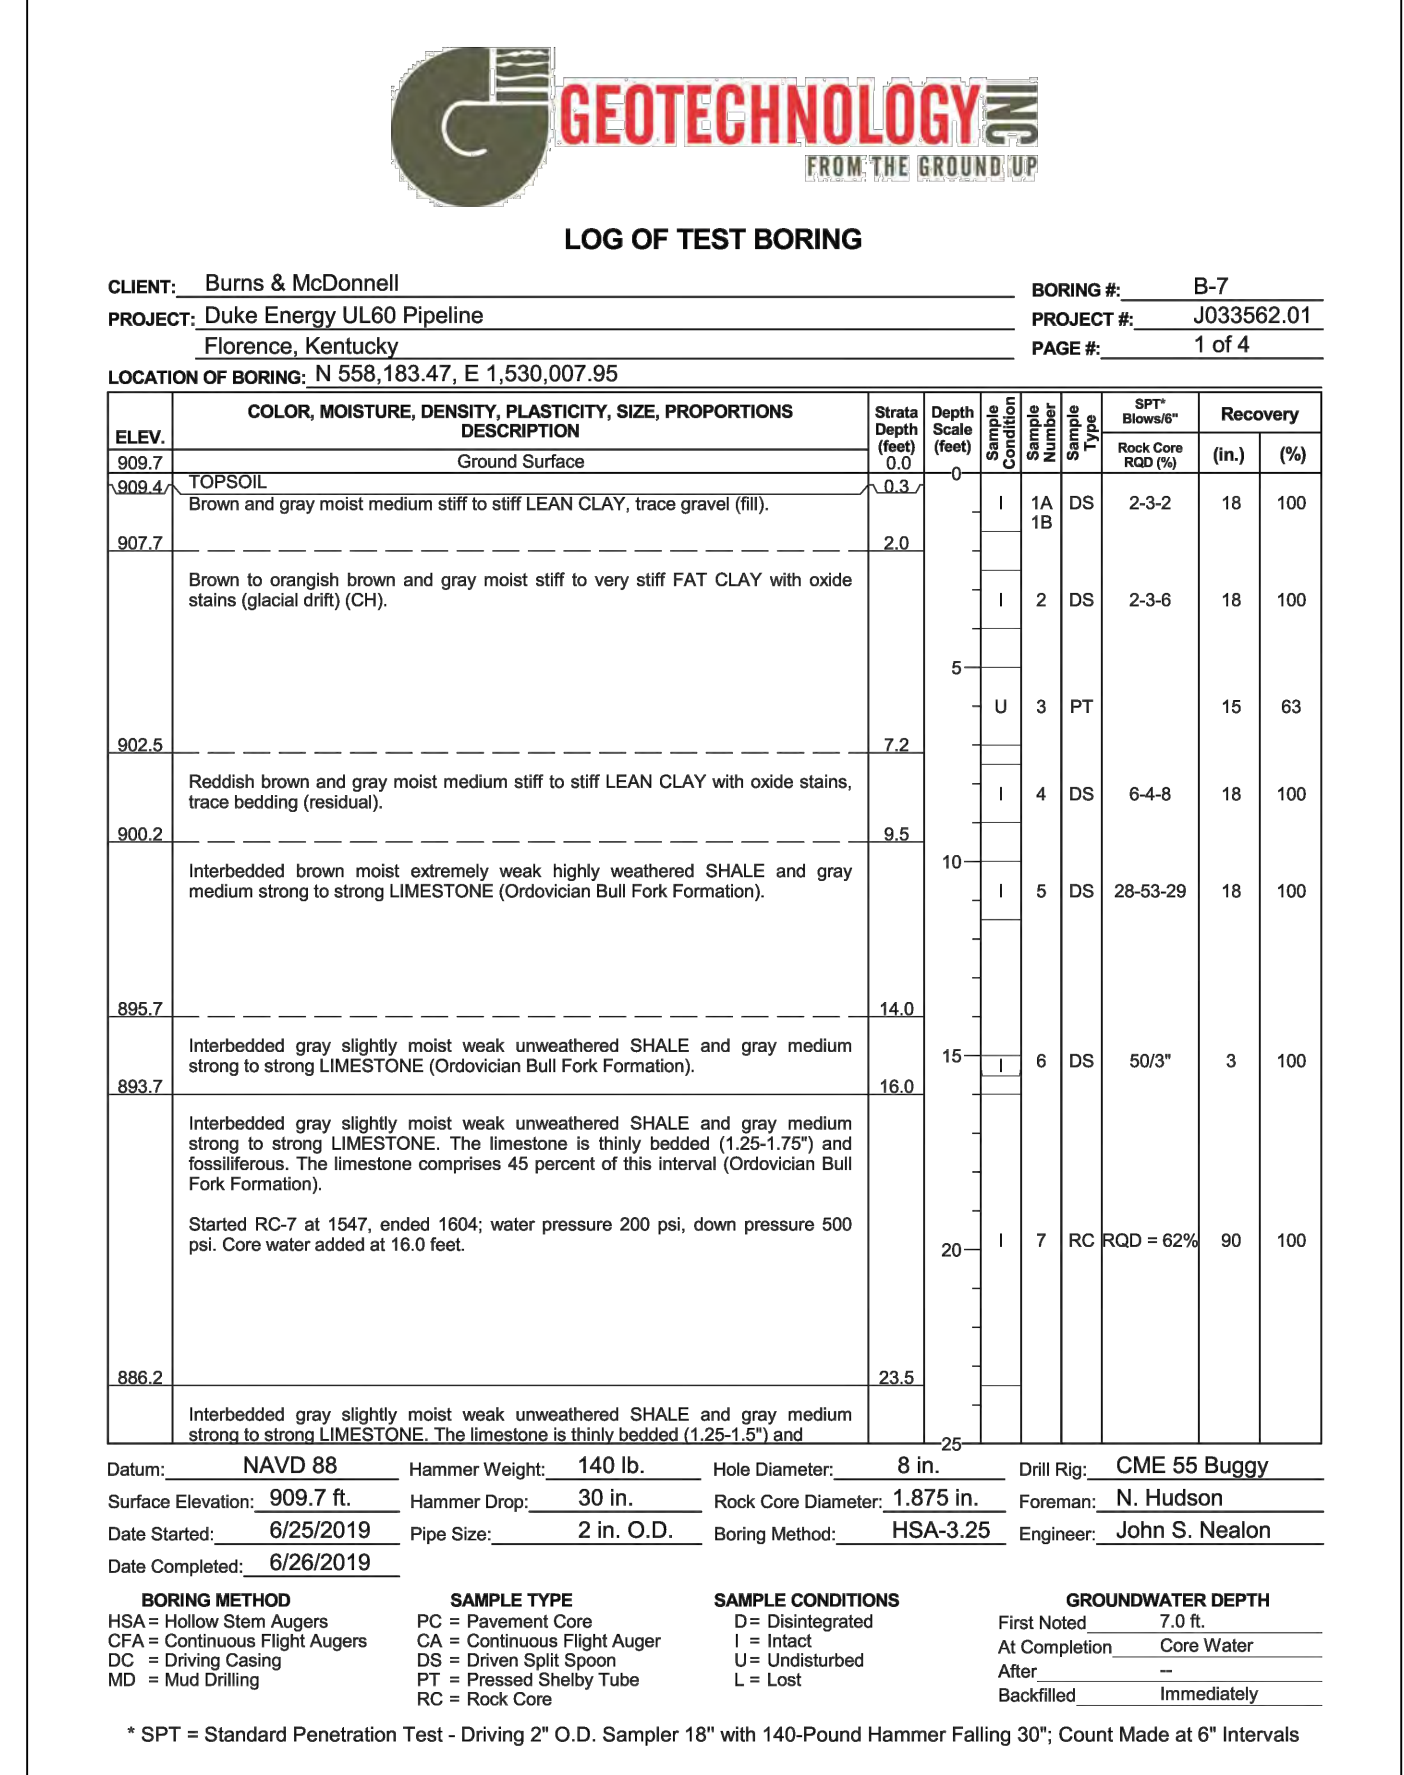 GEOTECHNOLOGY INC
FROM THE GROUND UP
LOG OF TEST BORING
CLIENT: Burns & McDonnell
BORING #: B-7
PROJECT: Duke Energy UL60 Pipeline
PROJECT #: J033562.01
Florence, Kentucky
PAGE #: 1 of 4
LOCATION OF BORING: N 558,183.47, E 1,530,007.95
ELEV.
COLOR, MOISTURE, DENSITY, PLASTICITY, SIZE, PROPORTIONS
DESCRIPTION
Strata Depth (feet)
Depth Scale (feet)
Sample Condition
Sample Number
Sample Type
SPT* Blows/6"
Rock Core RQD (%)
Recovery
(in.) (%)
909.7 Ground Surface 0.0 0
909.4 TOPSOIL 0.3
Brown and gray moist medium stiff to stiff LEAN CLAY, trace gravel (fill). I 1A DS 2-3-2 18 100
1B
907.7 2.0
Brown to orangish brown and gray moist stiff to very stiff FAT CLAY with oxide
stains (glacial drift) (CH). I 2 DS 2-3-6 18 100
5
U 3 PT 15 63
902.5 7.2
Reddish brown and gray moist medium stiff to stiff LEAN CLAY with oxide stains,
trace bedding (residual). I 4 DS 6-4-8 18 100
900.2 9.5
10
Interbedded brown moist extremely weak highly weathered SHALE and gray
medium strong to strong LIMESTONE (Ordovician Bull Fork Formation). I 5 DS 28-53-29 18 100
895.7 14.0
Interbedded gray slightly moist weak unweathered SHALE and gray medium
15
strong to strong LIMESTONE (Ordovician Bull Fork Formation). I 6 DS 50/3" 3 100
893.7 16.0
Interbedded gray slightly moist weak unweathered SHALE and gray medium
strong to strong LIMESTONE. The limestone is thinly bedded (1.25-1.75") and
fossiliferous. The limestone comprises 45 percent of this interval (Ordovician Bull
Fork Formation).
Started RC-7 at 1547, ended 1604; water pressure 200 psi, down pressure 500
psi. Core water added at 16.0 feet. 20 I 7 RC RQD = 62% 90 100
886.2 23.5
Interbedded gray slightly moist weak unweathered SHALE and gray medium
strong to strong LIMESTONE. The limestone is thinly bedded (1.25-1.5") and
25
Datum: NAVD 88 Hammer Weight: 140 lb. Hole Diameter: 8 in. Drill Rig: CME 55 Buggy
Surface Elevation: 909.7 ft. Hammer Drop: 30 in. Rock Core Diameter: 1.875 in. Foreman: N. Hudson
Date Started: 6/25/2019 Pipe Size: 2 in. O.D. Boring Method: HSA-3.25 Engineer: John S. Nealon
Date Completed: 6/26/2019
BORING METHOD
HSA = Hollow Stem Augers
CFA = Continuous Flight Augers
DC = Driving Casing
MD = Mud Drilling
SAMPLE TYPE
PC = Pavement Core
CA = Continuous Flight Auger
DS = Driven Split Spoon
PT = Pressed Shelby Tube
RC = Rock Core
SAMPLE CONDITIONS
D = Disintegrated
I = Intact
U = Undisturbed
L = Lost
GROUNDWATER DEPTH
First Noted 7.0 ft.
At Completion Core Water
After --
Backfilled Immediately
* SPT = Standard Penetration Test - Driving 2" O.D. Sampler 18" with 140-Pound Hammer Falling 30"; Count Made at 6" Intervals